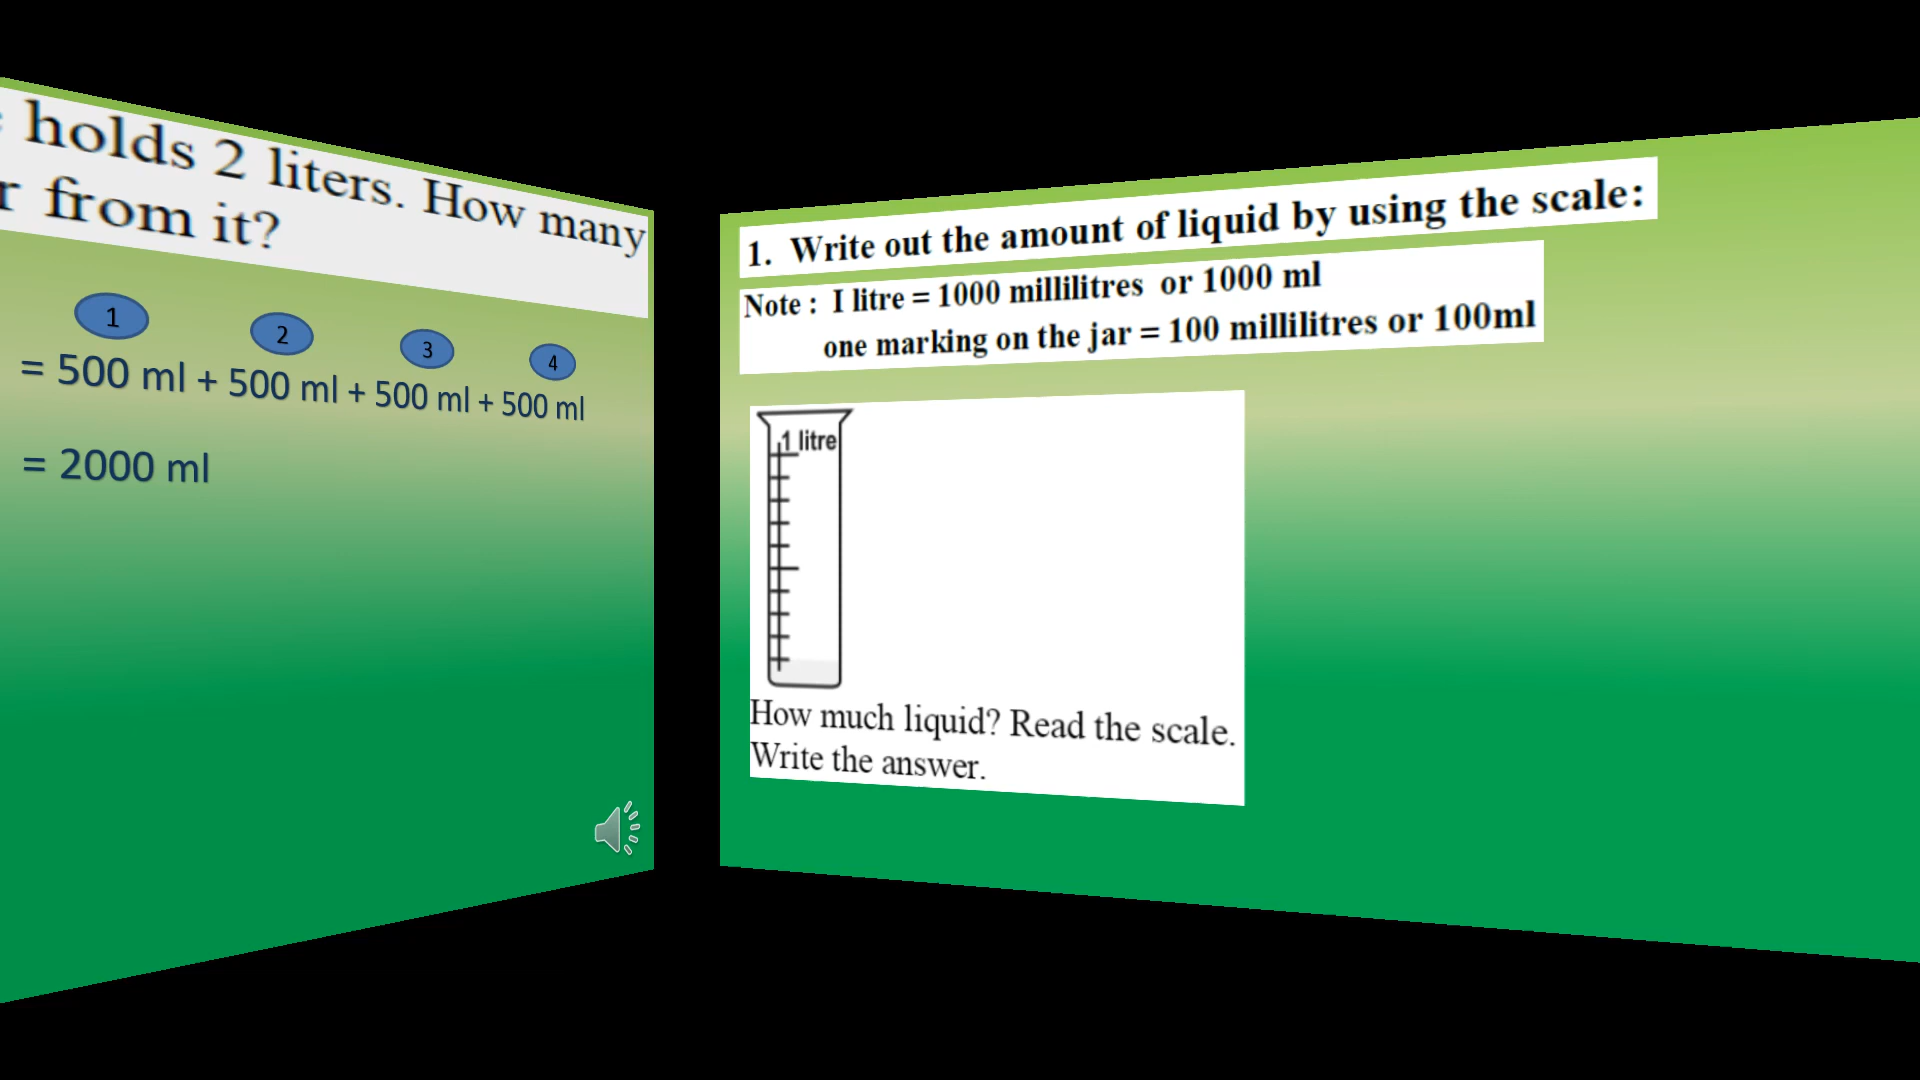 holds 2 liters. How many
r from it?
1 2 3 4
= 500 ml + 500 ml + 500 ml + 500 ml
= 2000 ml
1. Write out the amount of liquid by using the scale:
Note : I litre = 1000 millilitres or 1000 ml
one marking on the jar = 100 millilitres or 100ml
1 litre
How much liquid? Read the scale.
Write the answer.